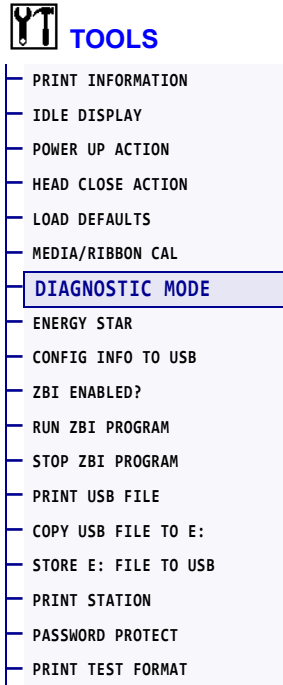 TOOLS
PRINT INFORMATION
IDLE DISPLAY
POWER UP ACTION
HEAD CLOSE ACTION
LOAD DEFAULTS
MEDIA/RIBBON CAL
DIAGNOSTIC MODE
ENERGY STAR
CONFIG INFO TO USB
ZBI ENABLED?
RUN ZBI PROGRAM
STOP ZBI PROGRAM
PRINT USB FILE
COPY USB FILE TO E:
STORE E: FILE TO USB
PRINT STATION
PASSWORD PROTECT
PRINT TEST FORMAT